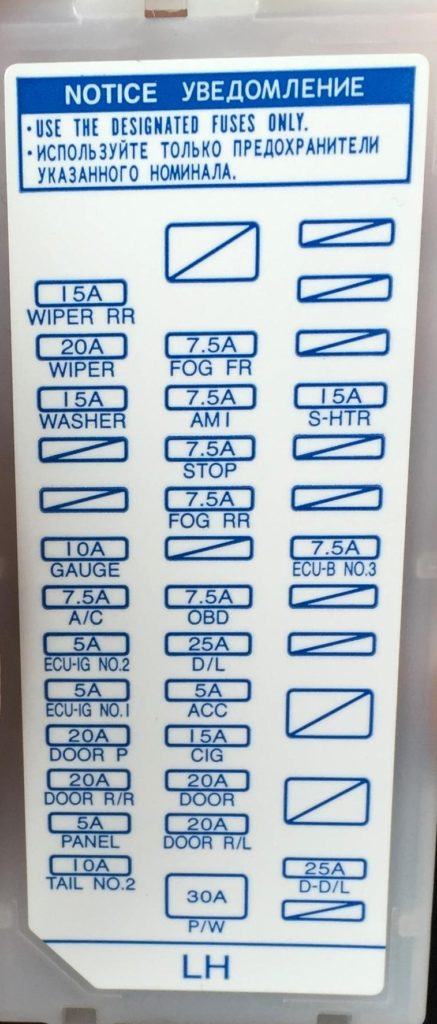 NOTICE УВЕДОМЛЕНИЕ
•USE THE DESIGNATED FUSES ONLY.
•ИСПОЛЬЗУЙТЕ ТОЛЬКО ПРЕДОХРАНИТЕЛИ
УКАЗАННОГО НОМИНАЛА.
15A
WIPER RR
20A
WIPER
15A
WASHER
10A
GAUGE
7.5A
A/C
5A
ECU-IG NO.2
5A
ECU-IG NO.1
20A
DOOR P
20A
DOOR R/R
5A
PANEL
10A
TAIL NO.2
7.5A
FOG FR
7.5A
AM1
7.5A
STOP
7.5A
FOG RR
7.5A
OBD
25A
D/L
5A
ACC
15A
CIG
20A
DOOR
20A
DOOR R/L
30A
P/W
15A
S-HTR
7.5A
ECU-B NO.3
25A
D-D/L
LH